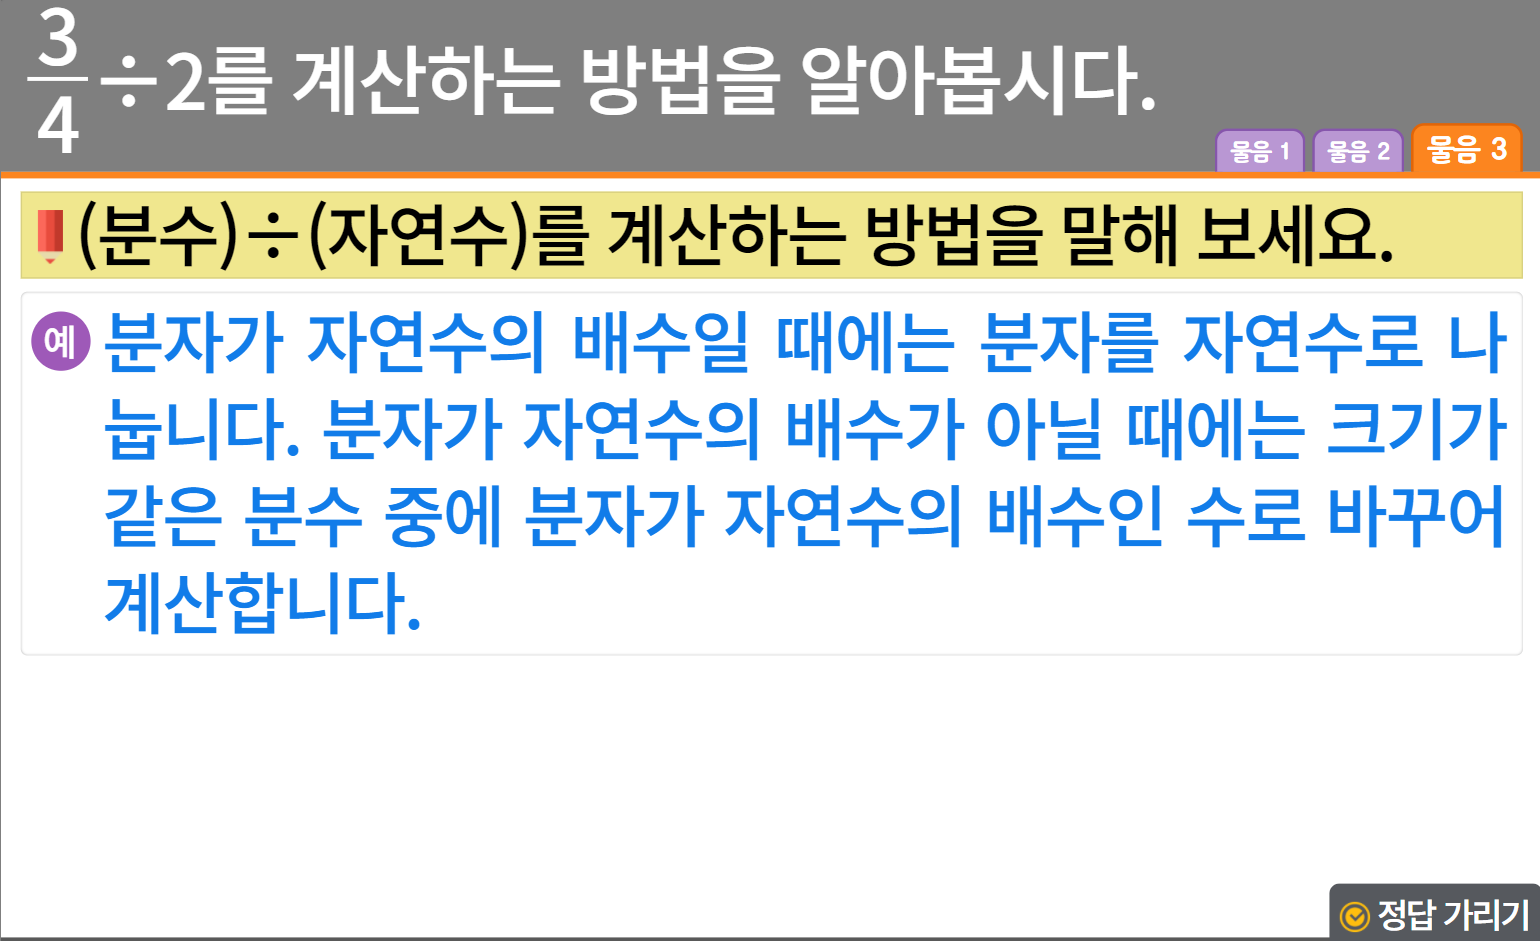 3/4÷2를 계산하는 방법을 알아봅시다.
물음 1 물음 2 물음 3
(분수)÷(자연수)를 계산하는 방법을 말해 보세요.
예 분자가 자연수의 배수일 때에는 분자를 자연수로 나
눕니다. 분자가 자연수의 배수가 아닐 때에는 크기가
같은 분수 중에 분자가 자연수의 배수인 수로 바꾸어
계산합니다.
정답 가리기